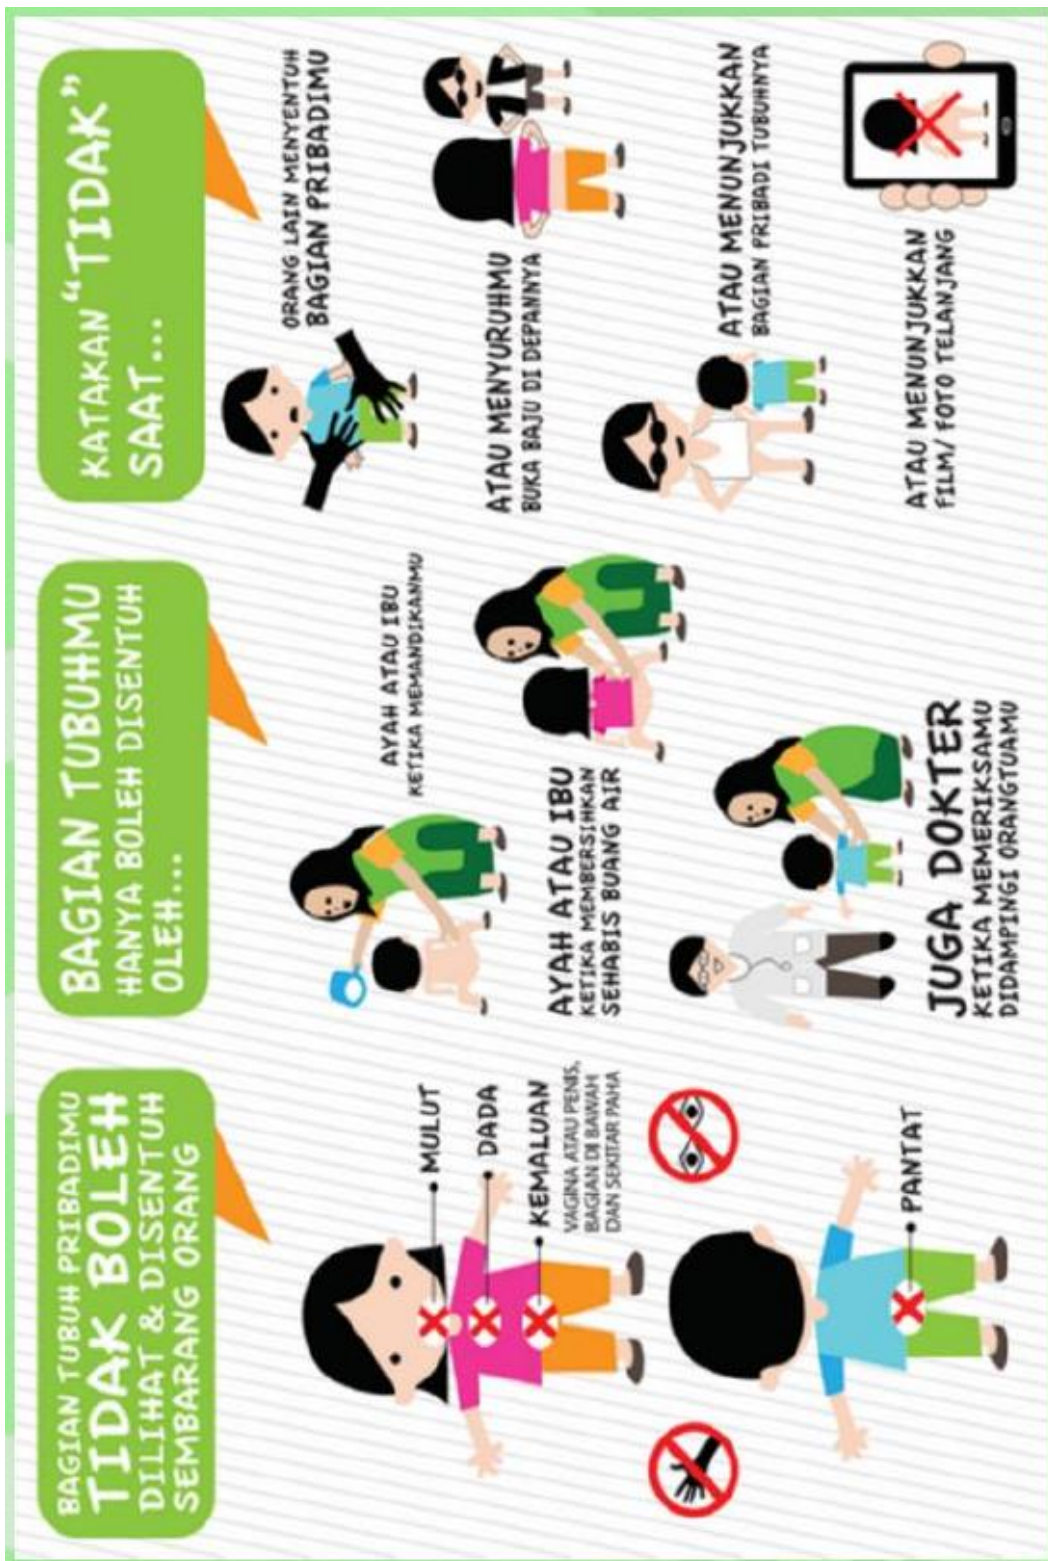 BAGIAN TUBUH PRIBADIMU
TIDAK BOLEH
DILIHAT & DISENTUH
SEMBARANG ORANG
MULUT
DADA
KEMALUAN
VAGINA ATAU PENIS,
BAGIAN DI BAWAH
DAN SEKITAR PAHA
PANTAT
BAGIAN TUBUHMU
HANYA BOLEH DISENTUH
OLEH...
AYAH ATAU IBU
KETIKA MEMANDIKANMU
AYAH ATAU IBU
KETIKA MEMBERSIHKAN
SEHABIS BUANG AIR
JUGA DOKTER
KETIKA MEMERIKSAMU
DIDAMPINGI ORANGTUAMU
KATAKAN "TIDAK"
SAAT...
ORANG LAIN MENYENTUH
BAGIAN PRIBADIMU
ATAU MENYURUHMU
BUKA BAJU DI DEPANNYA
ATAU MENUNJUKKAN
BAGIAN PRIBADI TUBUHNYA
ATAU MENUNJUKKAN
FILM/ FOTO TELANJANG